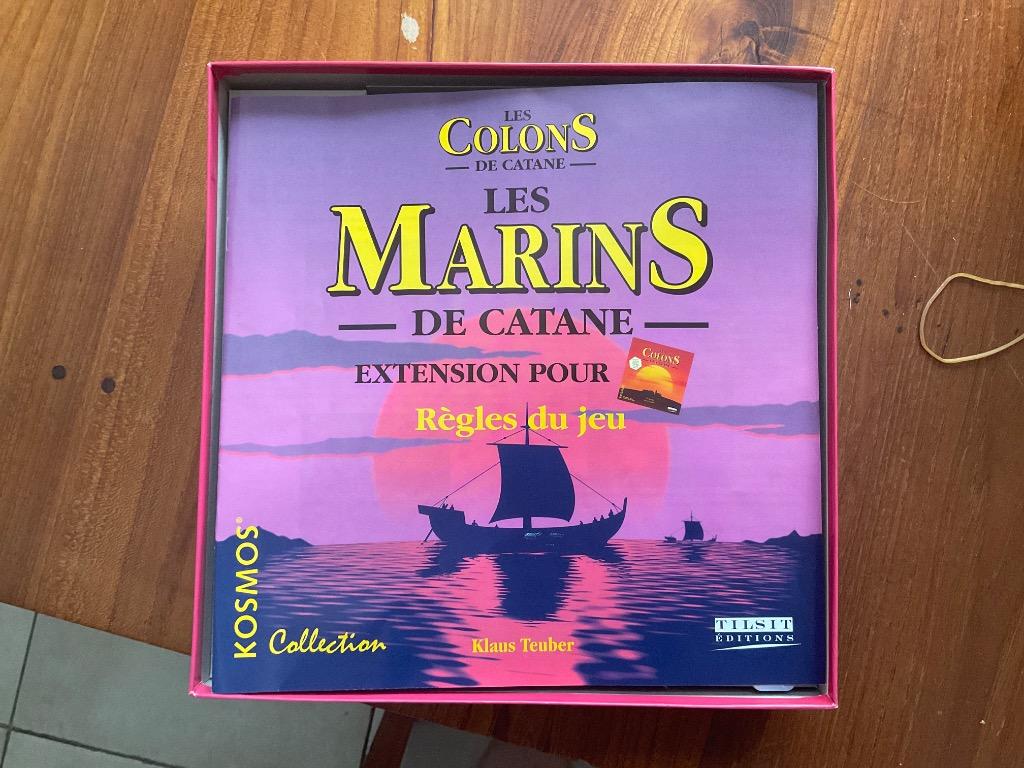 LES
COLONS
DE CATANE
LES
MARINS
DE CATANE
EXTENSION POUR
COLONS
Règles du jeu
KOSMOS®
Collection
Klaus Teuber
TILSIT
ÉDITIONS